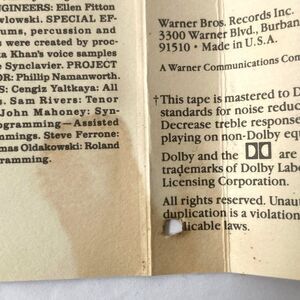 GINEERS: Ellen Fitton
wlowski. SPECIAL EF-
ums, percussion and
s were created by proc-
Khan's voice samples
e Synclavier. PROJECT
OR: Phillip Namanworth.
S: Cengiz Yaltkaya: All
s. Sam Rivers: Tenor
John Mahoney: Syn-
rogramming—Assisted
mmings. Steve Ferrone:
mas Oldakowski: Roland
ramming.
Warner Bros. Records Inc.
3300 Warner Blvd., Burban
91510 • Made in U.S.A.
A Warner Communications Com
†This tape is mastered to D
standards for noise reduc
Decrease treble response
playing on non-Dolby equ
Dolby and the are
trademarks of Dolby Labo
Licensing Corporation.
All rights reserved. Unaut
duplication is a violation
licable laws.